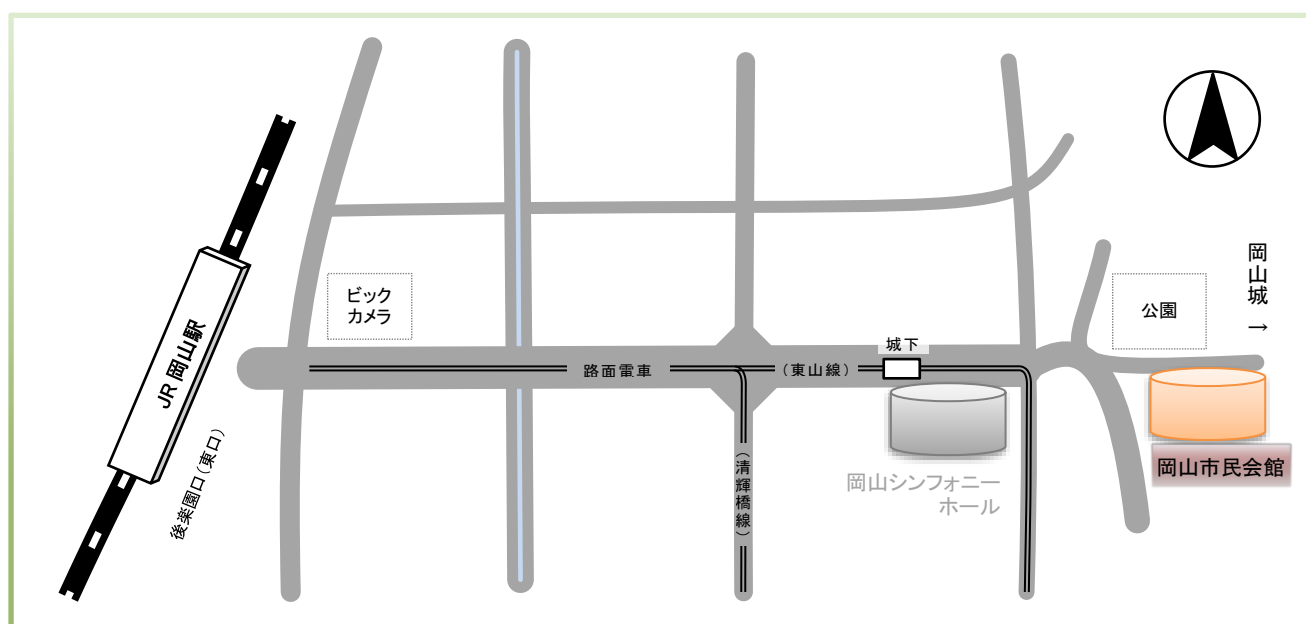 JR 岡山駅
後楽園口(東口)
ビック
カメラ
路面電車
(東山線)
(清輝橋線)
城下
岡山シンフォニー
ホール
公園
岡山城 →
岡山市民会館